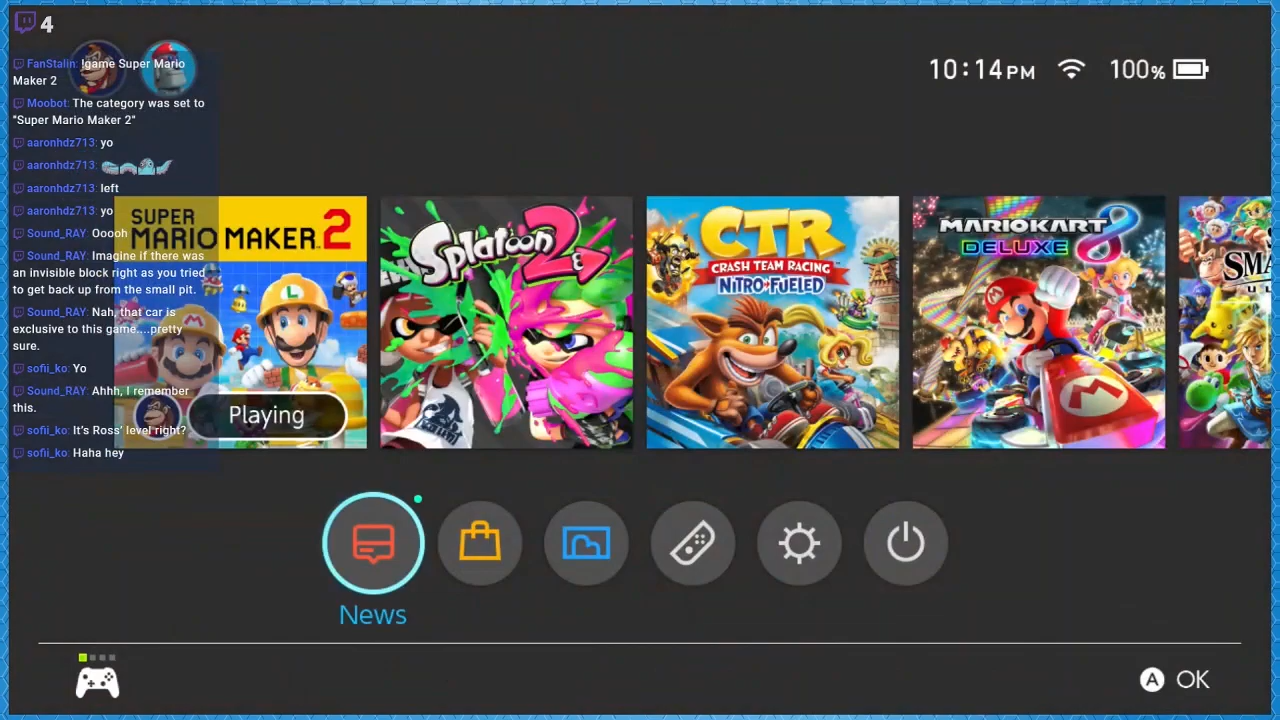 4
FanStalin: !game Super Mario
Maker 2
Moobot: The category was set to
"Super Mario Maker 2"
aaronhdz713: yo
aaronhdz713:
aaronhdz713: left
aaronhdz713: yo
Sound_RAY: Ooooh
Sound_RAY: Imagine if there was
an invisible block right as you tried
to get back up from the small pit.
Sound_RAY: Nah, that car is
exclusive to this game....pretty
sure.
sofii_ko: Yo
Sound_RAY: Ahhh, I remember
this.
sofii_ko: It's Ross' level right?
sofii_ko: Haha hey
10:14PM
100%
SUPER
MARIO MAKER 2
Playing
Splatoon 2
CTR
CRASH TEAM RACING
NITRO FUELED
MARIOKART 8
DELUXE
SMA
UL
News
A OK